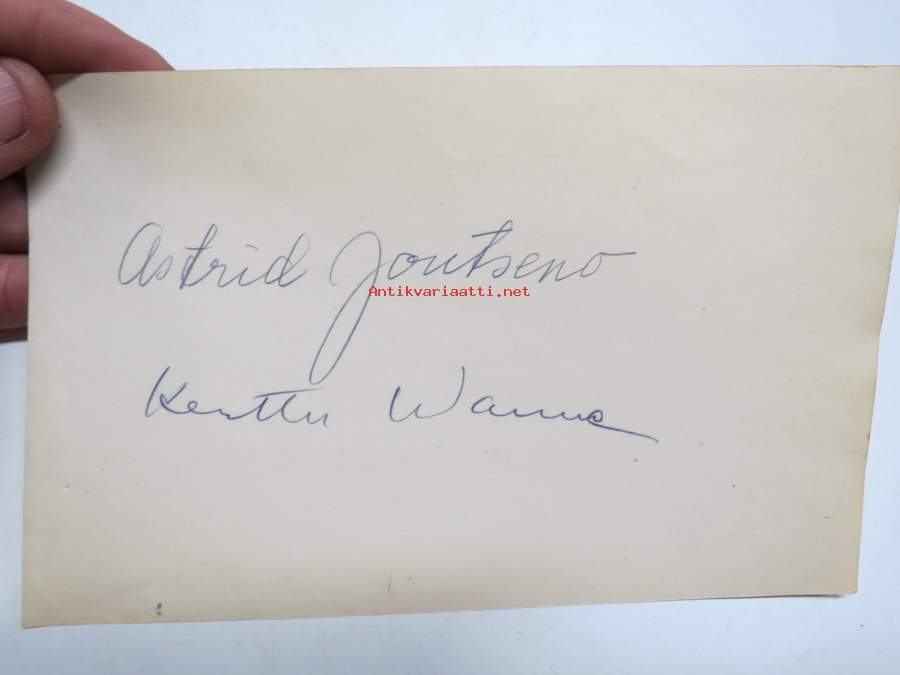 Astrid Joutseno
Antikvariaatti.net
Kerttu Wanne